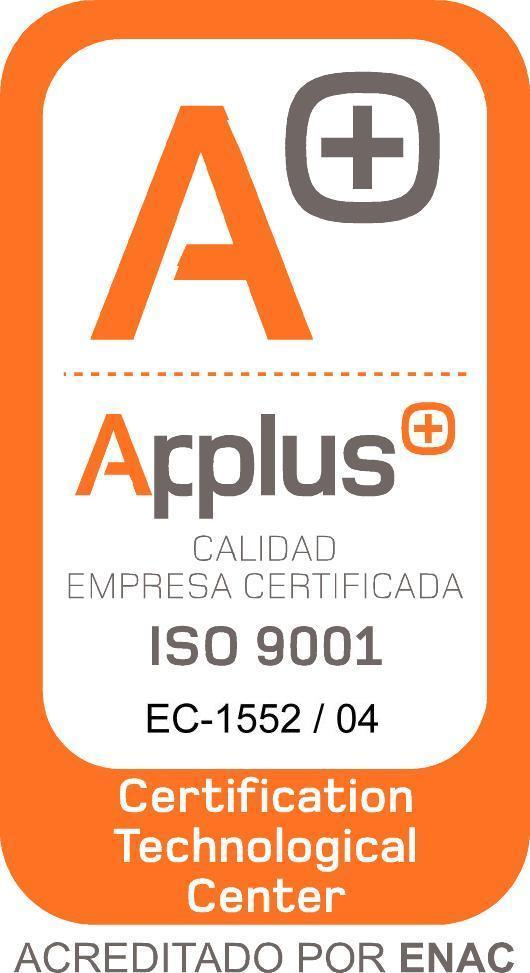 A+
Applus+
CALIDAD
EMPRESA CERTIFICADA
ISO 9001
EC-1552 / 04
Certification
Technological
Center
ACREDITADO POR ENAC